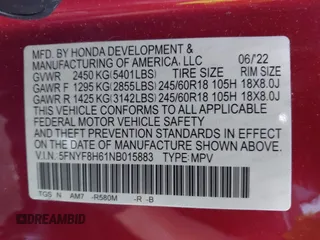 MFD. BY HONDA DEVELOPMENT &
MANUFACTURING OF AMERICA, LLC 06/'22
GVWR 2450 KG(5401LBS) TIRE SIZE RIM SIZE
GAWR F 1295 KG(2855LBS) 245/60R18 105H 18X8.0J
GAWR R 1425 KG(3142LBS) 245/60R18 105H 18X8.0J
THIS VEHICLE CONFORMS TO ALL APPLICABLE
FEDERAL MOTOR VEHICLE SAFETY AND
THEFT PREVENTION STANDARDS IN EFFECT ON
THE DATE OF MANUFACTURE SHOWN ABOVE.
V.I.N. 5FNYF8H61NB015883 TYPE: MPV
TGS N AM7 -R580M -R -B
DREAMBID